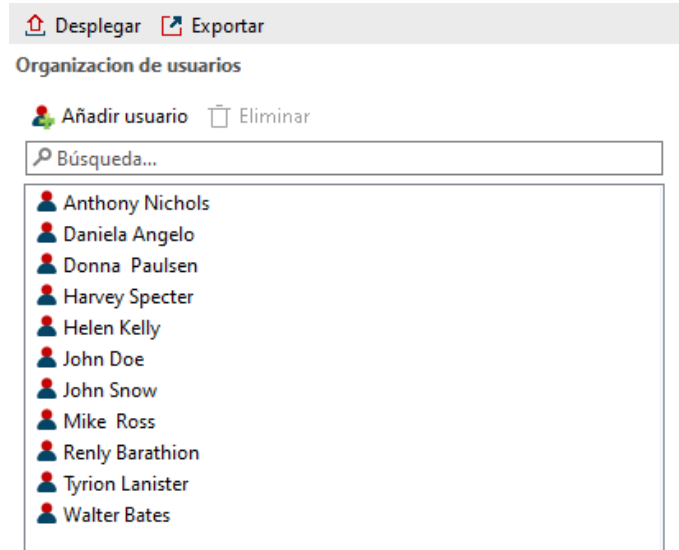 Desplegar Exportar
Organizacion de usuarios
Añadir usuario Eliminar
Búsqueda...
Anthony Nichols
Daniela Angelo
Donna  Paulsen
Harvey Specter
Helen Kelly
John Doe
John Snow
Mike  Ross
Renly Barathion
Tyrion Lanister
Walter Bates